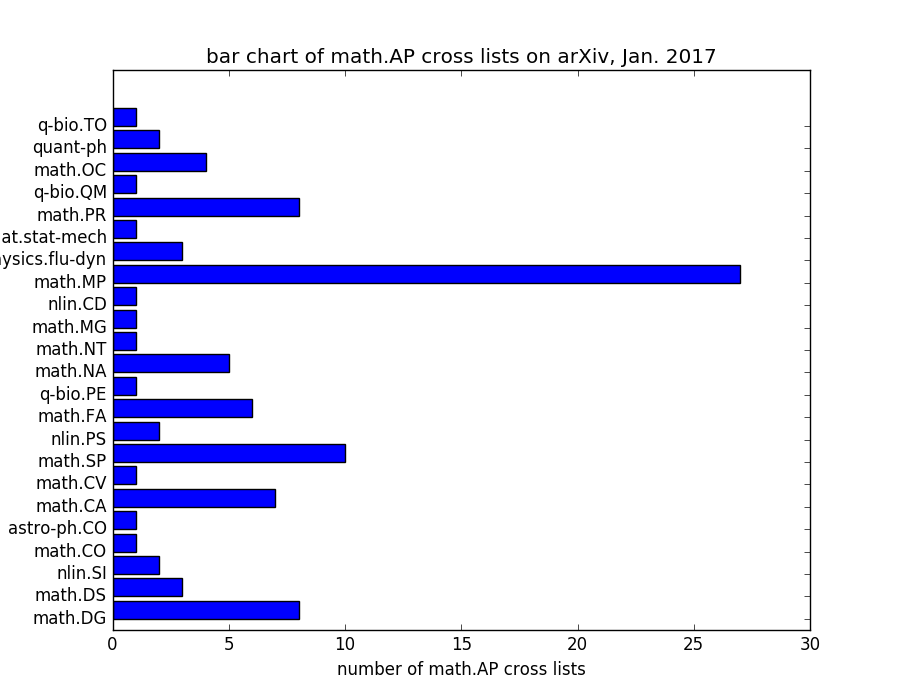 bar chart of math.AP cross lists on arXiv, Jan. 2017
q-bio.TO
quant-ph
math.OC
q-bio.QM
math.PR
at.stat-mech
ysics.flu-dyn
math.MP
nlin.CD
math.MG
math.NT
math.NA
q-bio.PE
math.FA
nlin.PS
math.SP
math.CV
math.CA
astro-ph.CO
math.CO
nlin.SI
math.DS
math.DG
0 5 10 15 20 25 30
number of math.AP cross lists